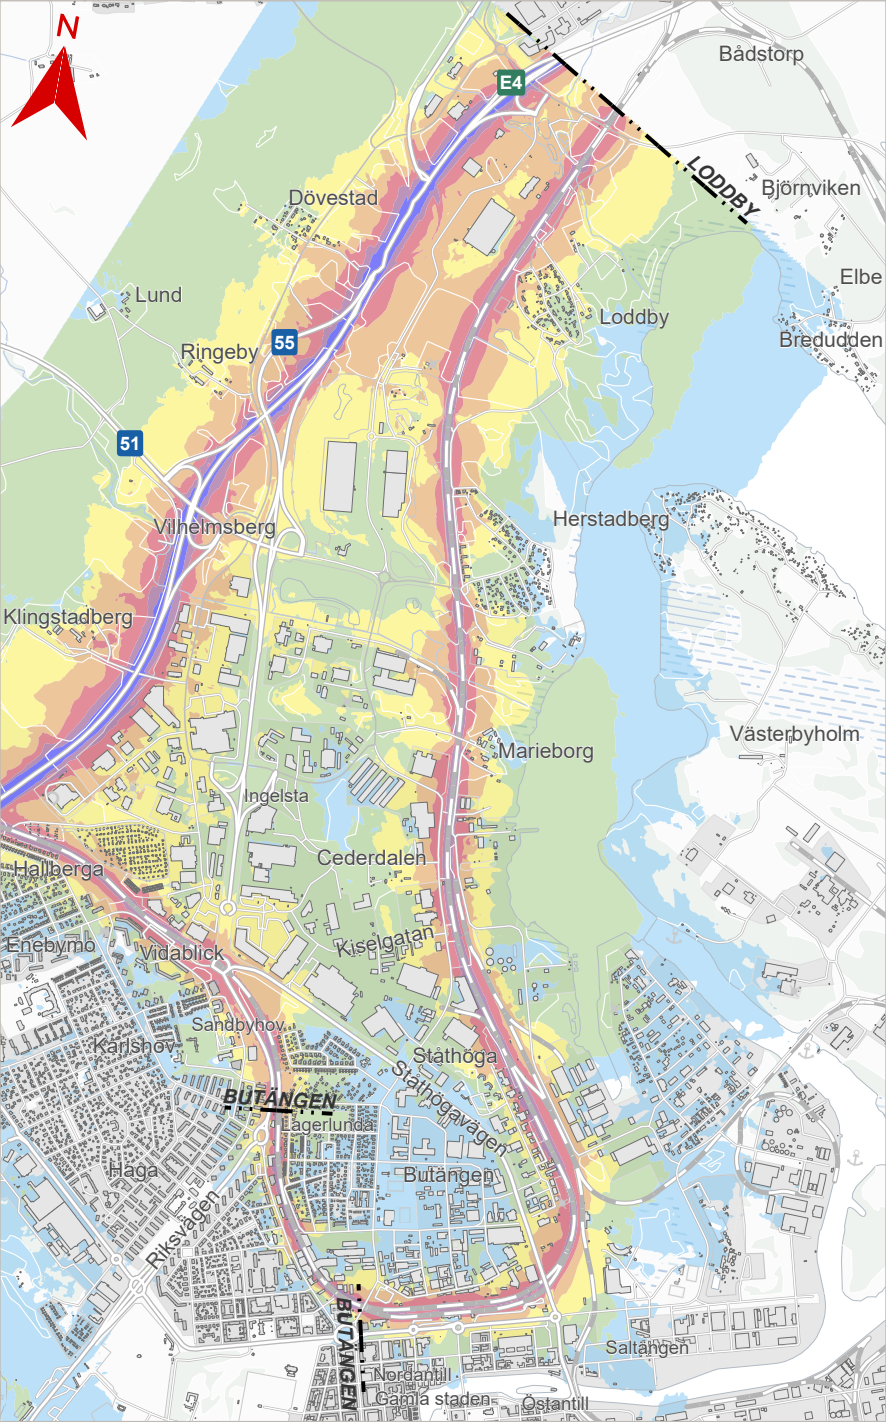 N
Bådstorp
E4
LODDBY
Björnviken
Dövestad
Elbe
Lund
Loddby
Bredudden
55
Ringeby
51
Herstadberg
Vilhelmsberg
Klingstadberg
Västerbyholm
Marieborg
Ingelsta
Cederdalen
Hallberga
Kiselgatan
Enebymo
Vidablick
Sandbyhov
Karlshov
Ståthöga
Ståthögavägen
BUTÄNGEN
Lagerlunda
Haga
Butängen
Riksvägen
BUTÄNGEN
Saltängen
Nordantill
Gamla staden
Östantill